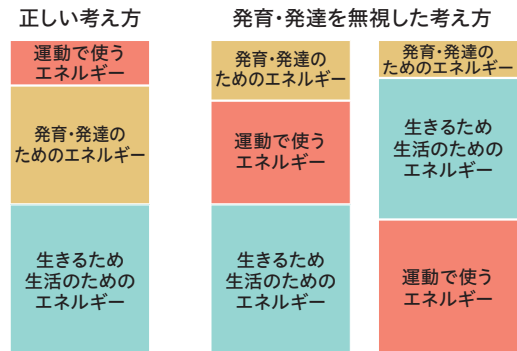 正しい考え方
発育・発達を無視した考え方
運動で使う
エネルギー
発育・発達の
ためのエネルギー
生きるため
生活のための
エネルギー
発育・発達の
ためのエネルギー
運動で使う
エネルギー
生きるため
生活のための
エネルギー
発育・発達の
ためのエネルギー
生きるため
生活のための
エネルギー
運動で使う
エネルギー